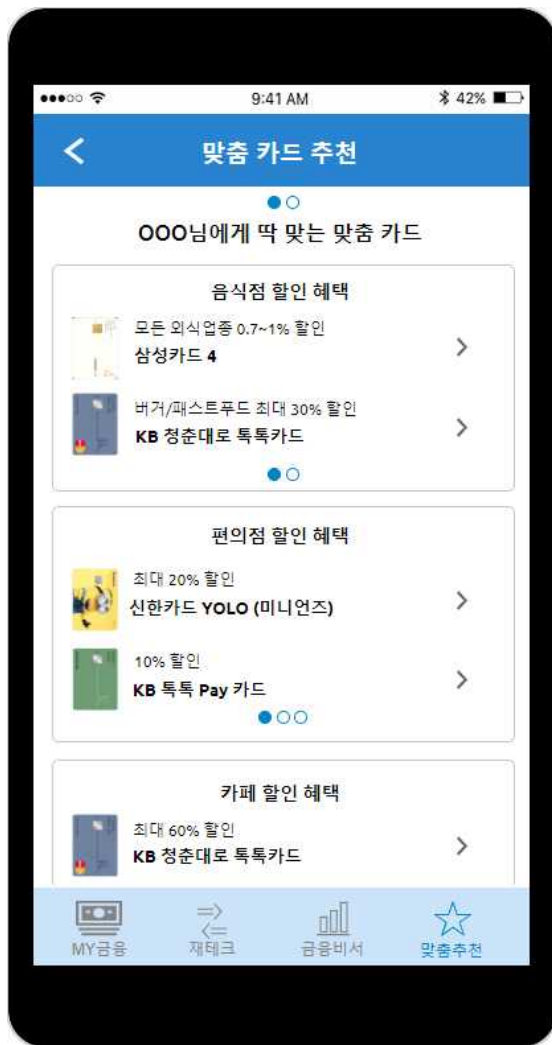 9:41 AM
42%
맞춤 카드 추천
OOO님에게 딱 맞는 맞춤 카드
음식점 할인 혜택
모든 외식업종 0.7~1% 할인
삼성카드 4
버거/패스트푸드 최대 30% 할인
KB 청춘대로 톡톡카드
편의점 할인 혜택
최대 20% 할인
신한카드 YOLO (미니언즈)
10% 할인
KB 톡톡 Pay 카드
카페 할인 혜택
최대 60% 할인
KB 청춘대로 톡톡카드
MY금융
재테크
금융비서
맞춤추천